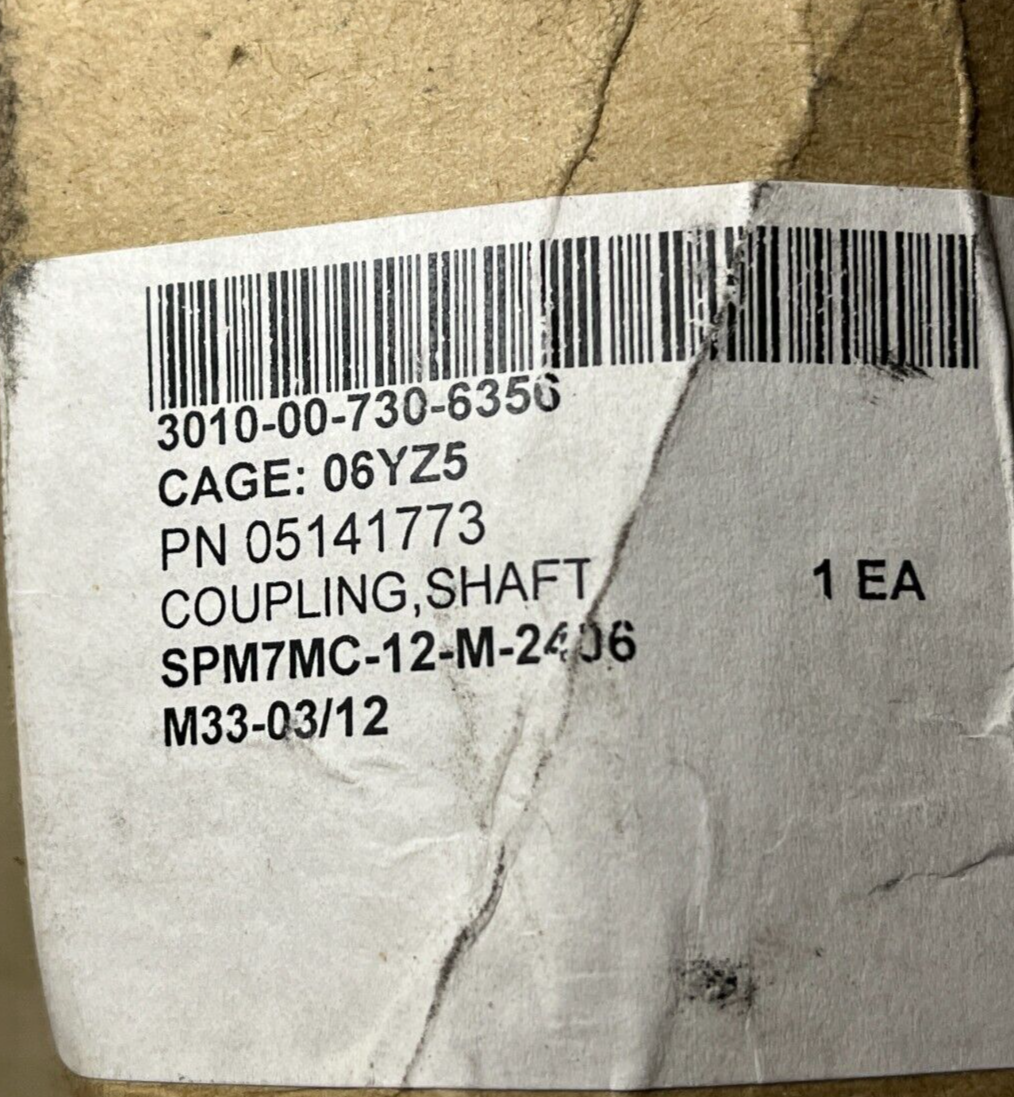 3010-00-730-6356
CAGE: 06YZ5
PN 05141773
COUPLING,SHAFT
1 EA
SPM7MC-12-M-2406
M33-03/12